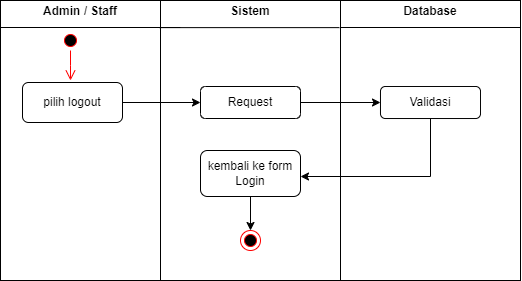 Admin / Staff
Sistem
Database
pilih logout
Request
Validasi
kembali ke form
Login